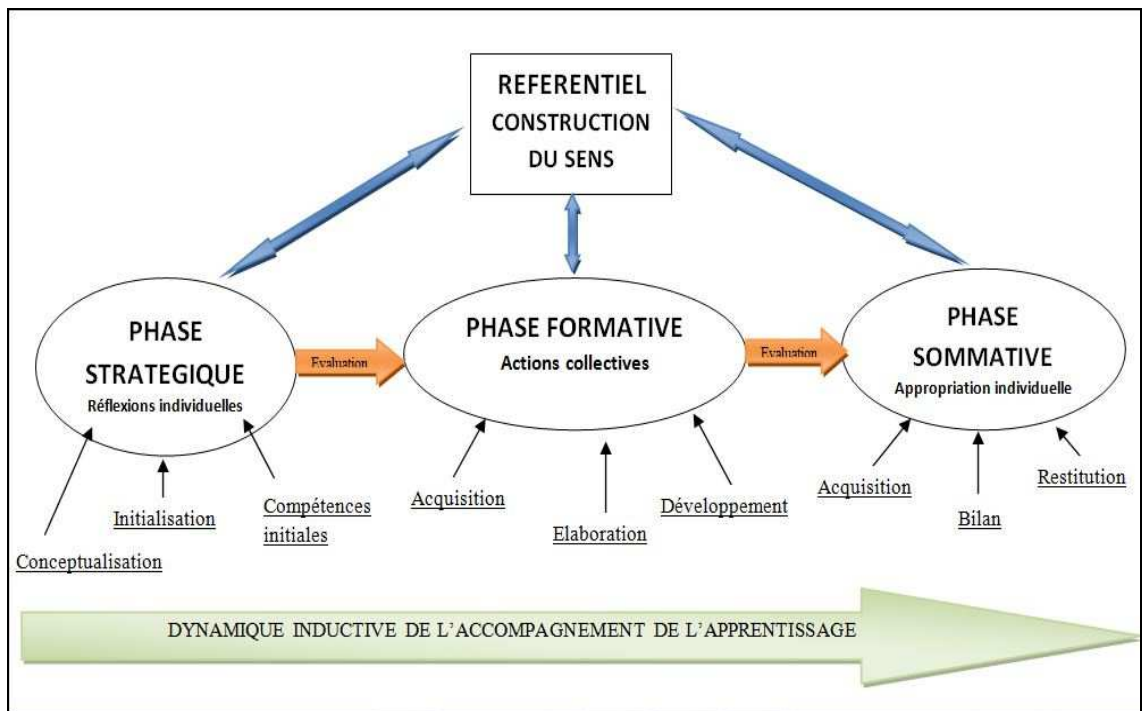 RÉFERENTIEL
CONSTRUCTION
DU SENS
PHASE
STRATEGIQUE
Réflexions individuelles
Evaluation
PHASE FORMATIVE
Actions collectives
Evaluation
PHASE
SOMMATIVE
Appropriation individuelle
Conceptualisation
Initialisation
Compétences
initiales
Acquisition
Elaboration
Développement
Acquisition
Bilan
Restitution
DYNAMIQUE INDUCTIVE DE L'ACCOMPAGNEMENT DE L'APPRENTISSAGE